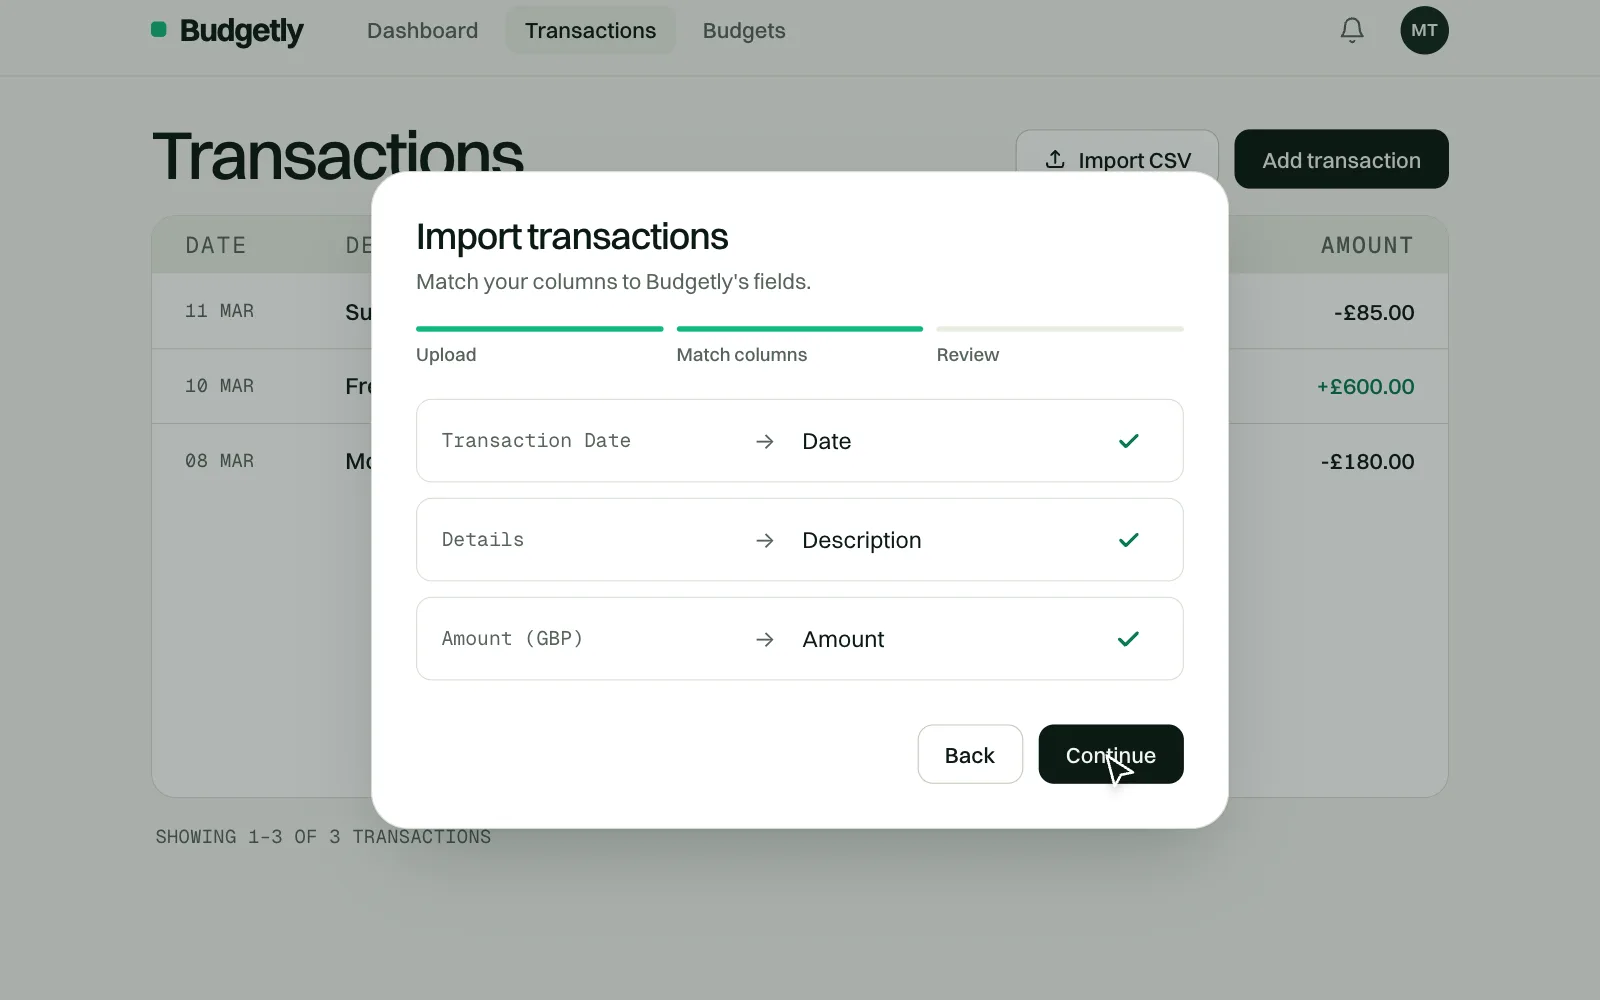 Budgetly Dashboard Transactions Budgets MT
Transactions Import CSV Add transaction
DATE DE AMOUNT
11 MAR Su -£85.00
10 MAR Fre +£600.00
08 MAR Mo -£180.00
Import transactions
Match your columns to Budgetly's fields.
Upload Match columns Review
Transaction Date → Date
Details → Description
Amount (GBP) → Amount
Back Continue
SHOWING 1–3 OF 3 TRANSACTIONS